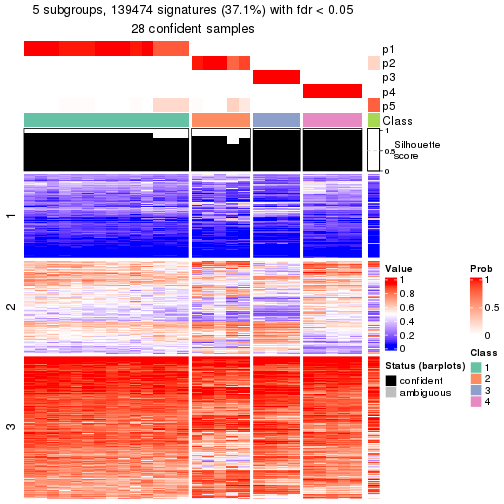 5 subgroups, 139474 signatures (37.1%) with fdr < 0.05
28 confident samples
p1
p2
p3
p4
p5
Class
1
0.5
0
Silhouette
score
1
2
3
Value
1
0.8
0.6
0.4
0.2
0
Prob
1
0.5
0
Status (barplots)
confident
ambiguous
Class
1
2
3
4